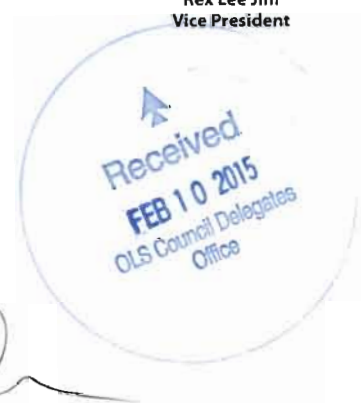 Rex Lee Jim
Vice President
Received
FEB 10 2015
OLS Council Delegates
Office